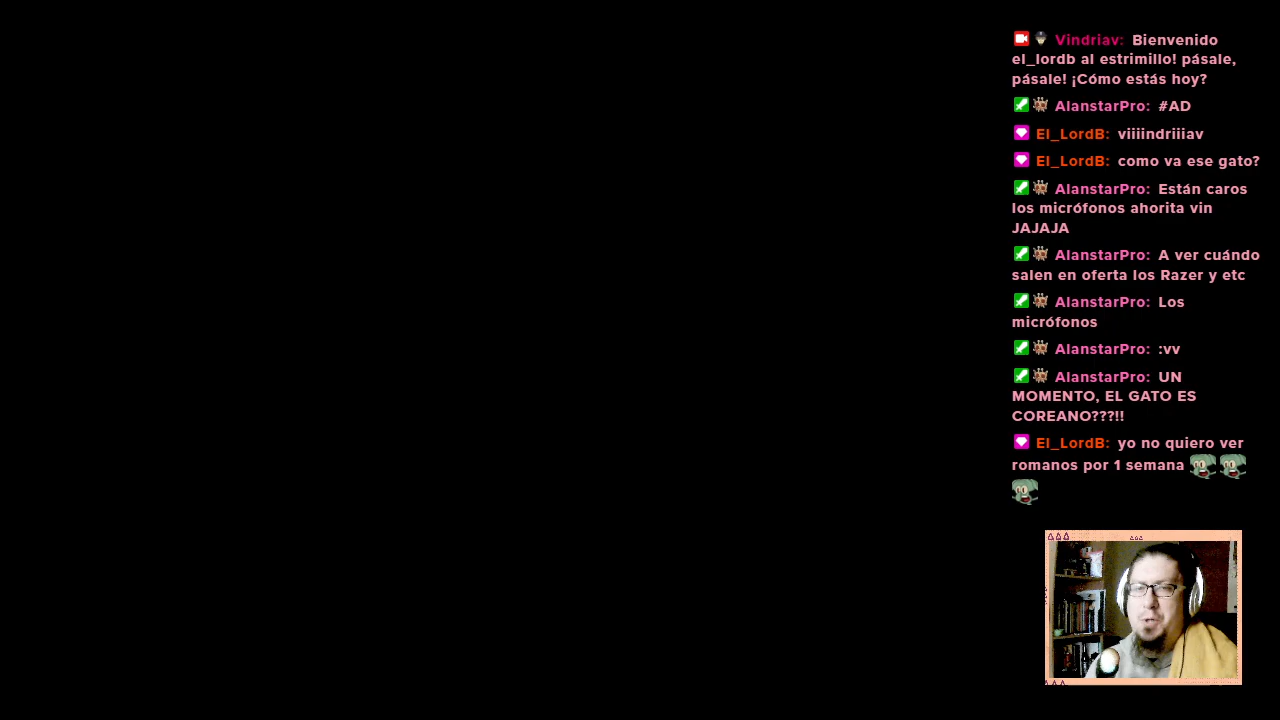 Vindriav: Bienvenido
el_lordb al estrimillo! pásale,
pásale! ¡Cómo estás hoy?
AlanstarPro: #AD
El_LordB: viiiindriiiav
El_LordB: como va ese gato?
AlanstarPro: Están caros
los micrófonos ahorita vin
JAJAJA
AlanstarPro: A ver cuándo
salen en oferta los Razer y etc
AlanstarPro: Los
micrófonos
AlanstarPro: :vv
AlanstarPro: UN
MOMENTO, EL GATO ES
COREANO???!!
El_LordB: yo no quiero ver
romanos por 1 semana